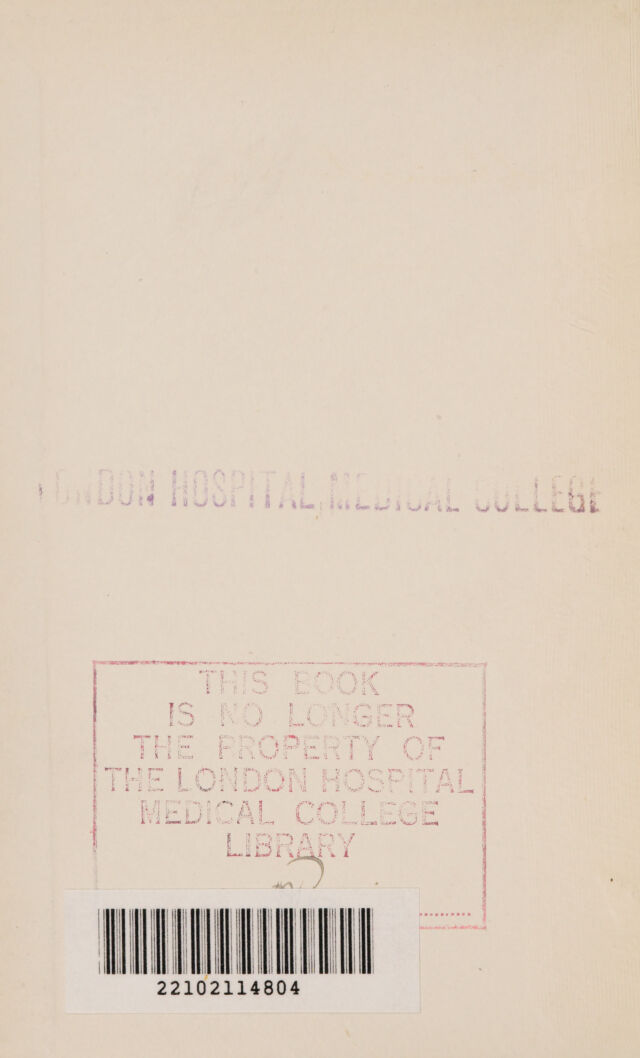 LONDON HOSPITAL MEDICAL COLLEGE
THIS BOOK
IS NO LONGER
THE PROPERTY OF
THE LONDON HOSPITAL
MEDICAL COLLEGE
LIBRARY
22102114804